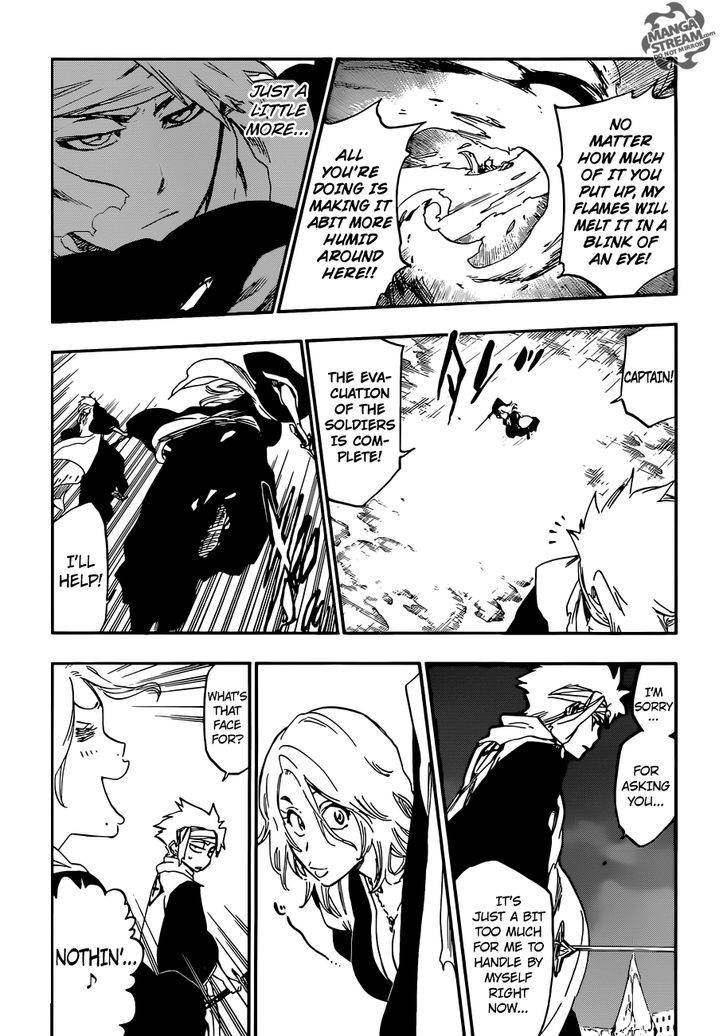 MANGA
STREAM.com
DO NOT MIRROR
NO
MATTER
HOW MUCH
OF IT YOU
PUT UP, MY
FLAMES WILL
MELT IT IN A
BLINK OF
AN EYE!
ALL
YOU'RE
DOING IS
MAKING IT
ABIT MORE
HUMID
AROUND
HERE!!
JUST A
LITTLE
MORE...
CAPTAIN!
THE EVA-
CUATION
OF THE
SOLDIERS
IS COM-
PLETE!
I'LL
HELP!
I'M
SORRY
...
FOR
ASKING
YOU...
IT'S
JUST A BIT
TOO MUCH
FOR ME TO
HANDLE BY
MYSELF
RIGHT
NOW...
WHAT'S
THAT
FACE
FOR?
NOTHIN'...
♪